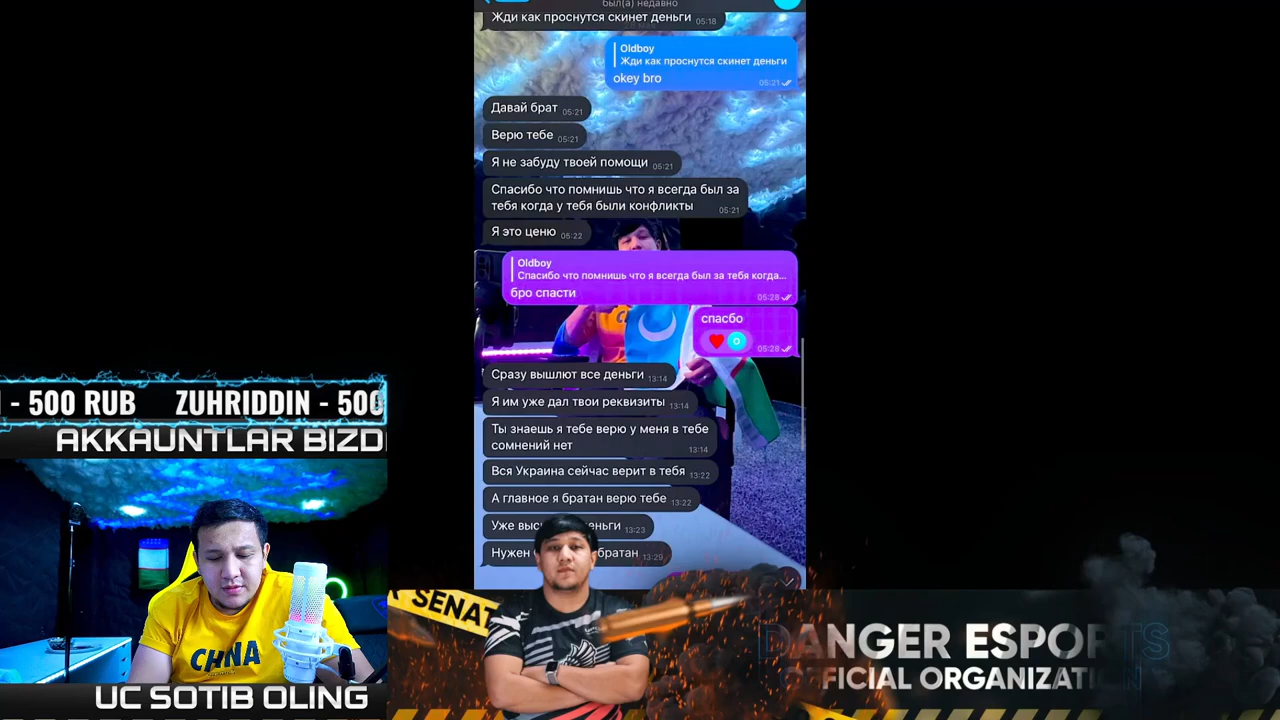 был(а) недавно
Жди как проснутся скинет деньги 05:18
Oldboy
Жди как проснутся скинет деньги
okey bro 05:21
Давай брат 05:21
Верю тебе 05:21
Я не забуду твоей помощи 05:21
Спасибо что помнишь что я всегда был за
тебя когда у тебя были конфликты 05:21
Я это ценю 05:22
Oldboy
Спасибо что помнишь что я всегда был за тебя когда...
бро спасти 05:28
спасбо
05:28
Сразу вышлют все деньги 13:14
Я им уже дал твои реквизиты 13:14
Ты знаешь я тебе верю у меня в тебе
сомнений нет 13:14
Вся Украина сейчас верит в тебя 13:22
А главное я братан верю тебе 13:22
Уже 13:23
Нужен братан 13:29
- 500 RUB ZUHRIDDIN - 500
AKKAUNTLAR BIZD
CHNA
UC SOTIB OLING
SENAT
DANGER ESPORTS
OFFICIAL ORGANIZATION